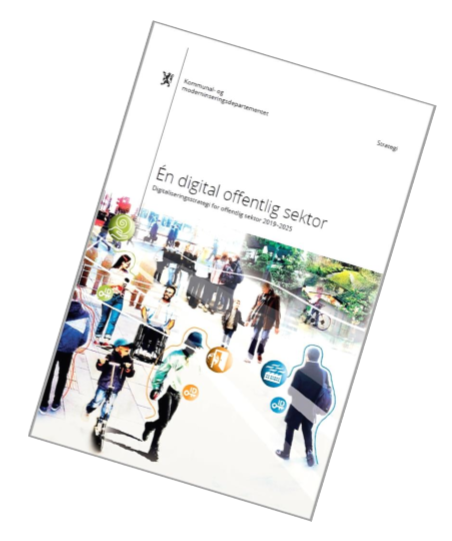 Kommunal- og
moderniseringsdepartementet
Strategi
Én digital offentlig sektor
Digitaliseringsstrategi for offentlig sektor 2019–2025